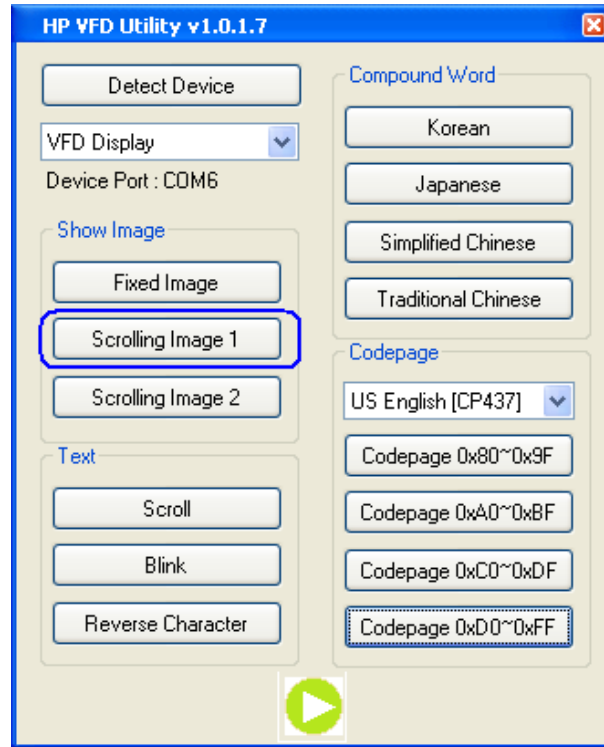 HP VFD Utility v1.0.1.7
Detect Device
VFD Display
Device Port : COM6
Show Image
Fixed Image
Scrolling Image 1
Scrolling Image 2
Text
Scroll
Blink
Reverse Character
Compound Word
Korean
Japanese
Simplified Chinese
Traditional Chinese
Codepage
US English [CP437]
Codepage 0x80~0x9F
Codepage 0xA0~0xBF
Codepage 0xC0~0xDF
Codepage 0xD0~0xFF